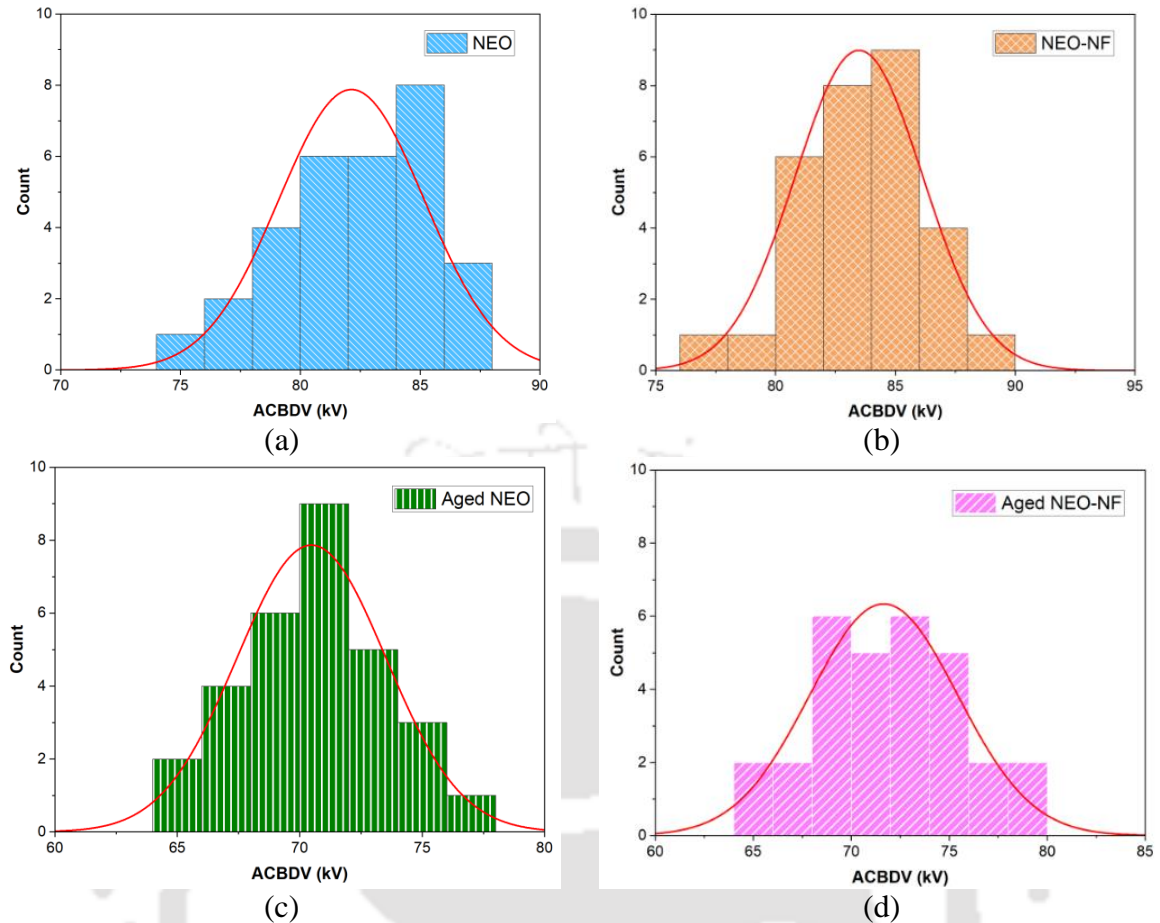 10
8
6
4
2
0
Count
NEO
70 75 80 85 90
ACBDV (kV)
(a)
10
8
6
4
2
0
Count
NEO-NF
75 80 85 90 95
ACBDV (kV)
(b)
10
8
6
4
2
0
Count
Aged NEO
60 65 70 75 80
ACBDV (kV)
(c)
10
8
6
4
2
0
Count
Aged NEO-NF
60 65 70 75 80 85
ACBDV (kV)
(d)